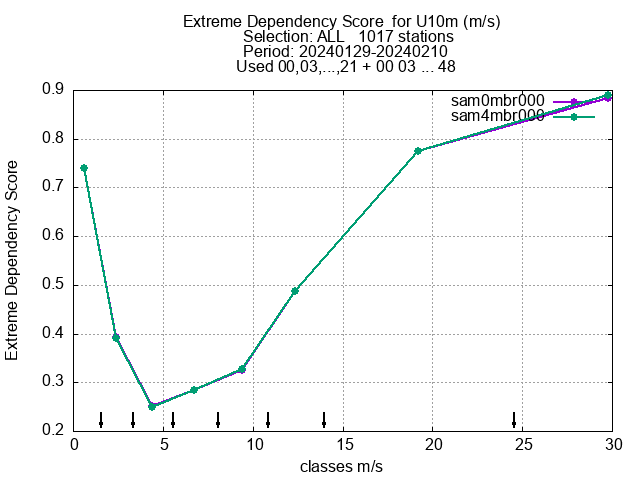 Extreme Dependency Score  for U10m (m/s)
Selection: ALL   1017 stations
Period: 20240129-20240210
Used 00,03,...,21 + 00 03 ... 48
sam0mbr000
sam4mbr000
0.9
0.8
0.7
0.6
0.5
0.4
0.3
0.2
Extreme Dependency Score
0 5 10 15 20 25 30
classes m/s